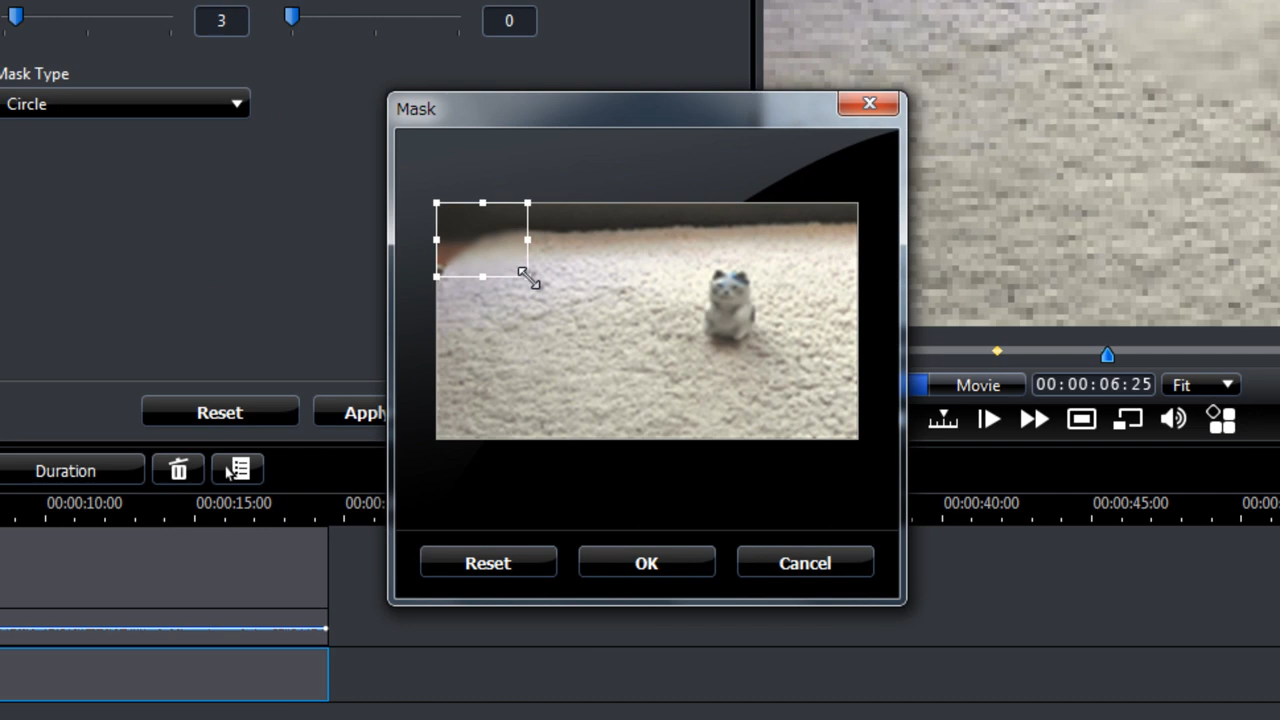 3
0
Mask Type
Circle
Mask
Reset
Movie
00:00:06:25
Fit
Duration
00:00:10:00
00:00:15:00
00:00:40:00
00:00:45:00
Reset
OK
Cancel